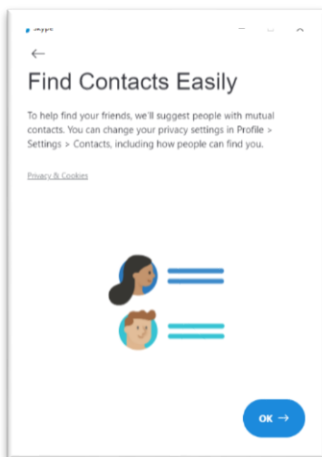 Find Contacts Easily
To help find your friends, we'll suggest people with mutual
contacts. You can change your privacy settings in Profile >
Settings > Contacts, including how people can find you.
Privacy & Cookies
OK